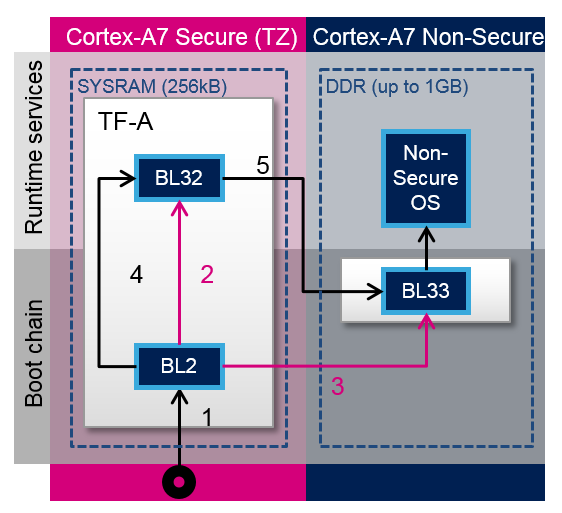 Cortex-A7 Secure (TZ)
Cortex-A7 Non-Secure
Runtime services
SYSRAM (256kB)
DDR (up to 1GB)
TF-A
BL32
5
Non-
Secure
OS
4
2
BL33
Boot chain
BL2
3
1